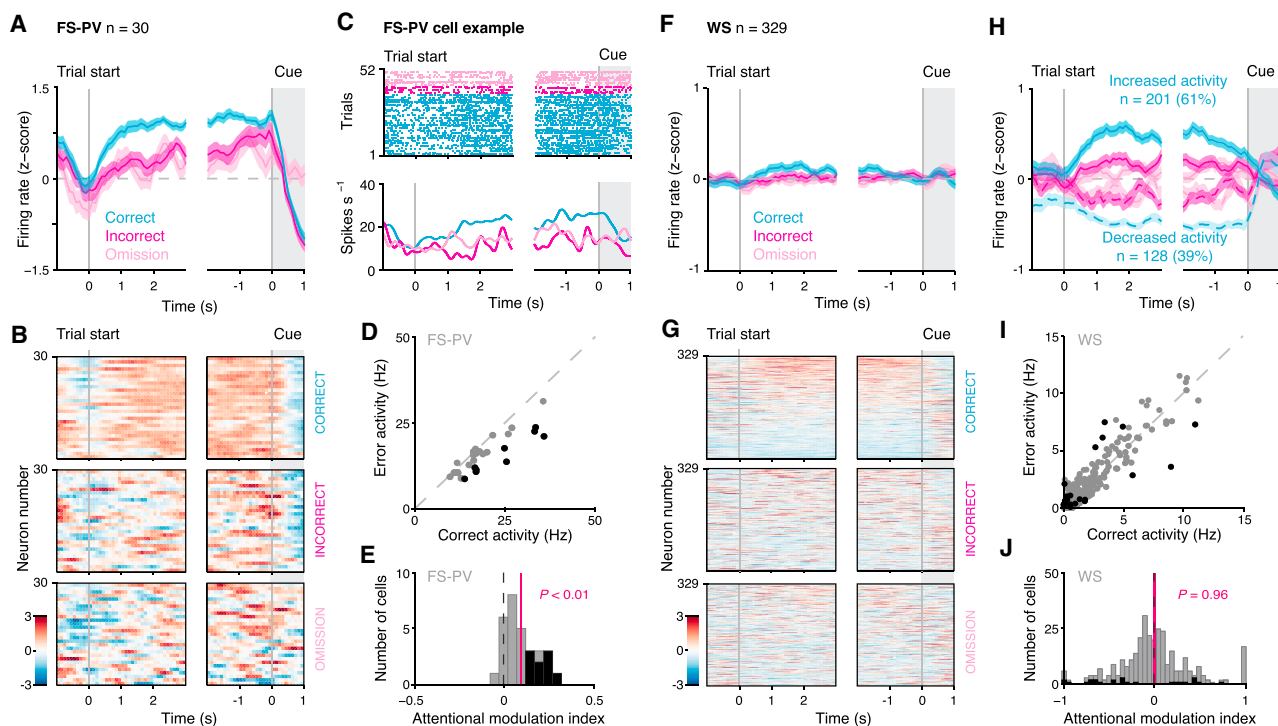 A
FS-PV n = 30
Trial start
Cue
Firing rate (z-score)
1.5
0
−1.5
Correct
Incorrect
Omission
0 1 2 -1 0 1
Time (s)
B
Trial start
Cue
Neuron number
30
CORRECT
30
INCORRECT
30
OMISSION
3
0
-3
0 1 2 -1 0 1
Time (s)
C
FS-PV cell example
Trial start
Cue
Trials
52
1
0 1 2 -1 0 1
Spikes s⁻¹
40
20
0
0 1 2 -1 0 1
Time (s)
D
FS-PV
Error activity (Hz)
50
25
0
0 25 50
Correct activity (Hz)
E
FS-PV
P < 0.01
Number of cells
10
5
0
−0.5 0 0.5
Attentional modulation index
F
WS n = 329
Trial start
Cue
Firing rate (z-score)
1
0
−1
Correct
Incorrect
Omission
0 1 2 -1 0 1
Time (s)
G
Trial start
Cue
Neuron number
329
CORRECT
329
INCORRECT
329
OMISSION
3
0
-3
0 1 2 -1 0 1
Time (s)
H
Trial start
Cue
Increased activity
n = 201 (61%)
Firing rate (z-score)
1
0
−1
Decreased activity
n = 128 (39%)
0 1 2 -1 0 1
Time (s)
I
WS
Error activity (Hz)
15
10
5
0
0 5 10 15
Correct activity (Hz)
J
WS
P = 0.96
Number of cells
50
25
0
−1 0 1
Attentional modulation index